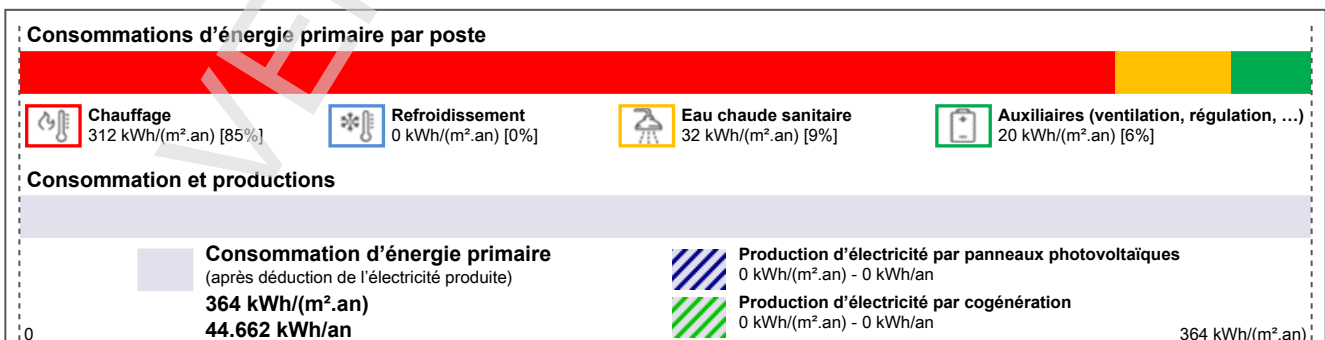 Consommations d'énergie primaire par poste
Chauffage
312 kWh/(m².an) [85%]
Refroidissement
0 kWh/(m².an) [0%]
Eau chaude sanitaire
32 kWh/(m².an) [9%]
Auxiliaires (ventilation, régulation, …)
20 kWh/(m².an) [6%]
Consommation et productions
Consommation d'énergie primaire
(après déduction de l'électricité produite)
364 kWh/(m².an)
44.662 kWh/an
Production d'électricité par panneaux photovoltaïques
0 kWh/(m².an) - 0 kWh/an
Production d'électricité par cogénération
0 kWh/(m².an) - 0 kWh/an
0
364 kWh/(m².an)